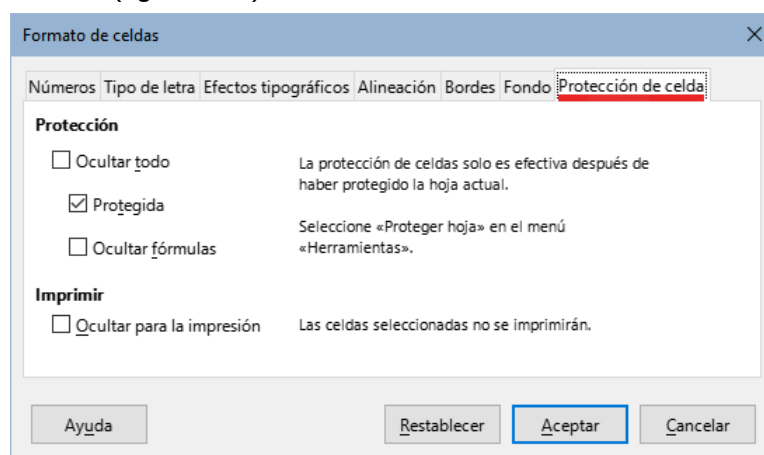 Formato de celdas
Números Tipo de letra Efectos tipográficos Alineación Bordes Fondo Protección de celda
Protección
Ocultar todo
La protección de celdas solo es efectiva después de
haber protegido la hoja actual.
Protegida
Seleccione «Proteger hoja» en el menú
«Herramientas».
Ocultar fórmulas
Imprimir
Ocultar para la impresión
Las celdas seleccionadas no se imprimirán.
Ayuda Restablecer Aceptar Cancelar